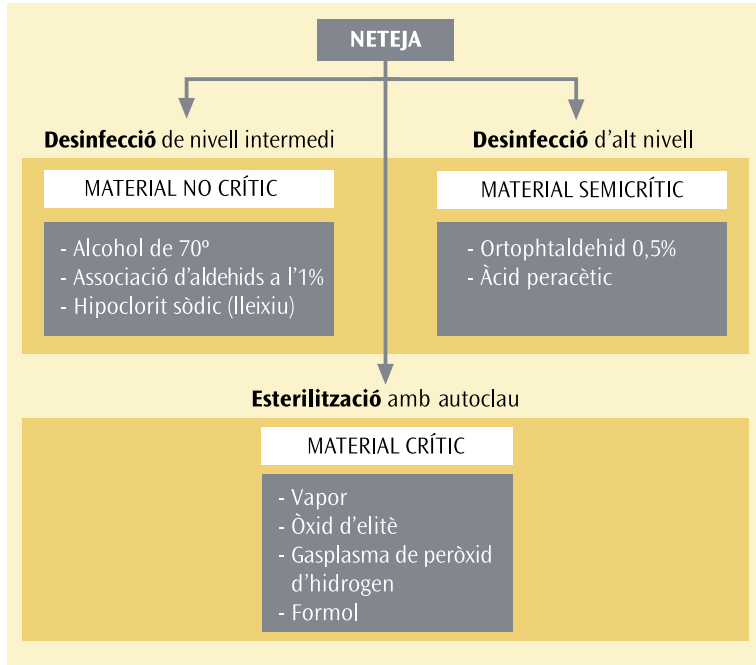 NETEJA
Desinfecció de nivell intermedi
MATERIAL NO CRÍTIC
- Alcohol de 70º
- Associació d'aldehids a l'1%
- Hipoclorit sòdic (lleixiu)
Desinfecció d'alt nivell
MATERIAL SEMICRÍTIC
- Ortophtaldehid 0,5%
- Àcid peracètic
Esterilització amb autoclau
MATERIAL CRÍTIC
- Vapor
- Òxid d'elitè
- Gasplasma de peròxid
d'hidrogen
- Formol